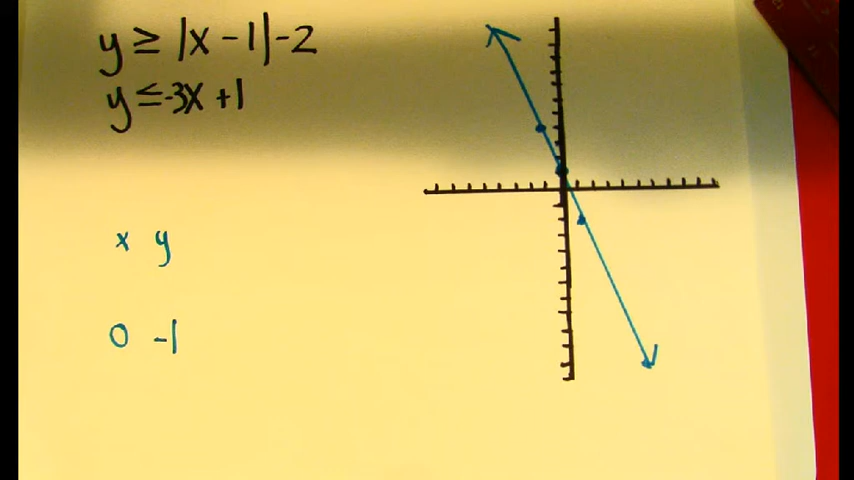 y ≥ |x - 1| - 2
y ≤ -3x + 1
x y
0 -1